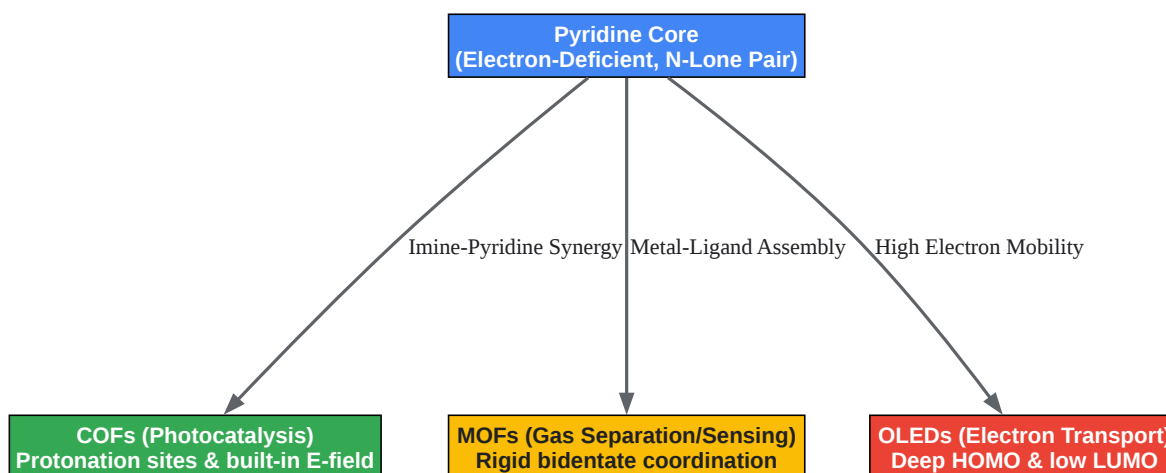 Pyridine Core
(Electron-Deficient, N-Lone Pair)
Imine-Pyridine Synergy
Metal-Ligand Assembly
High Electron Mobility
COFs (Photocatalysis)
Protonation sites & built-in E-field
MOFs (Gas Separation/Sensing)
Rigid bidentate coordination
OLEDs (Electron Transport)
Deep HOMO & low LUMO